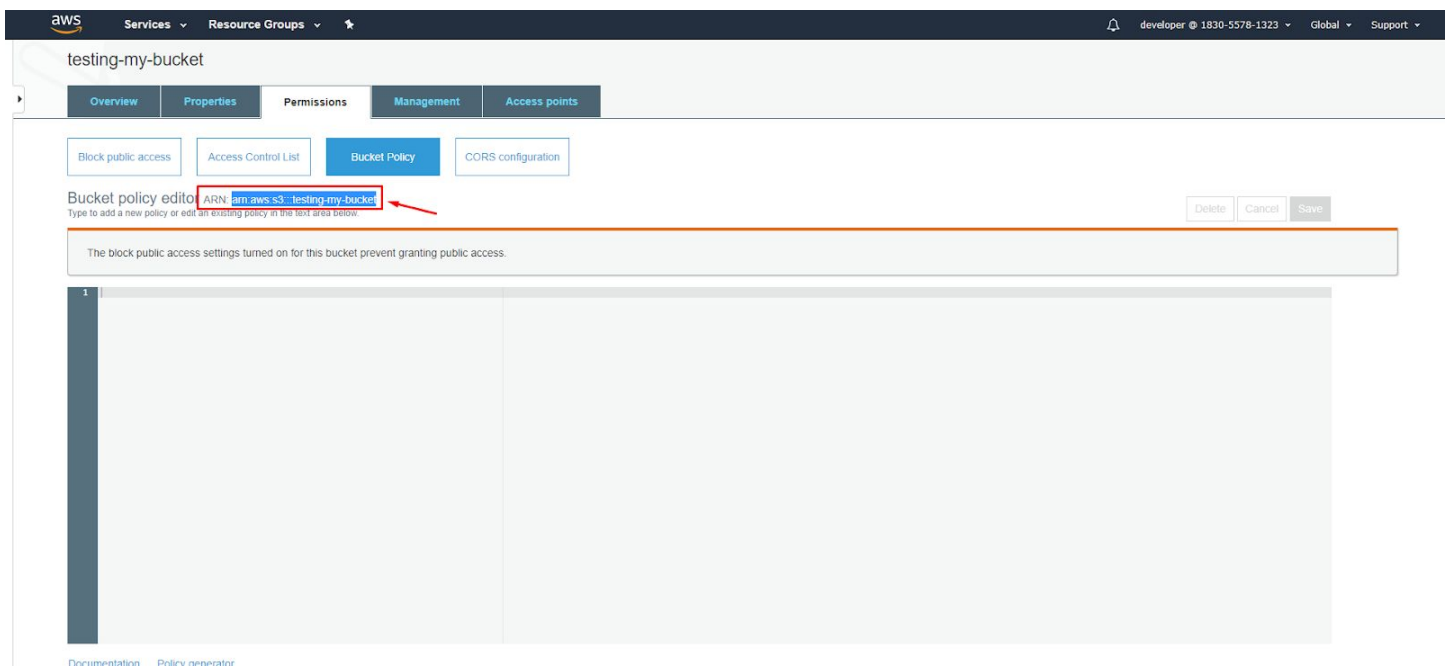 aws Services Resource Groups developer @ 1830-5578-1323 Global Support
testing-my-bucket
Overview Properties Permissions Management Access points
Block public access Access Control List Bucket Policy CORS configuration
Bucket policy editor ARN: arn:aws:s3:::testing-my-bucket
Type to add a new policy or edit an existing policy in the text area below.
Delete Cancel Save
The block public access settings turned on for this bucket prevent granting public access.
1
Documentation Policy generator